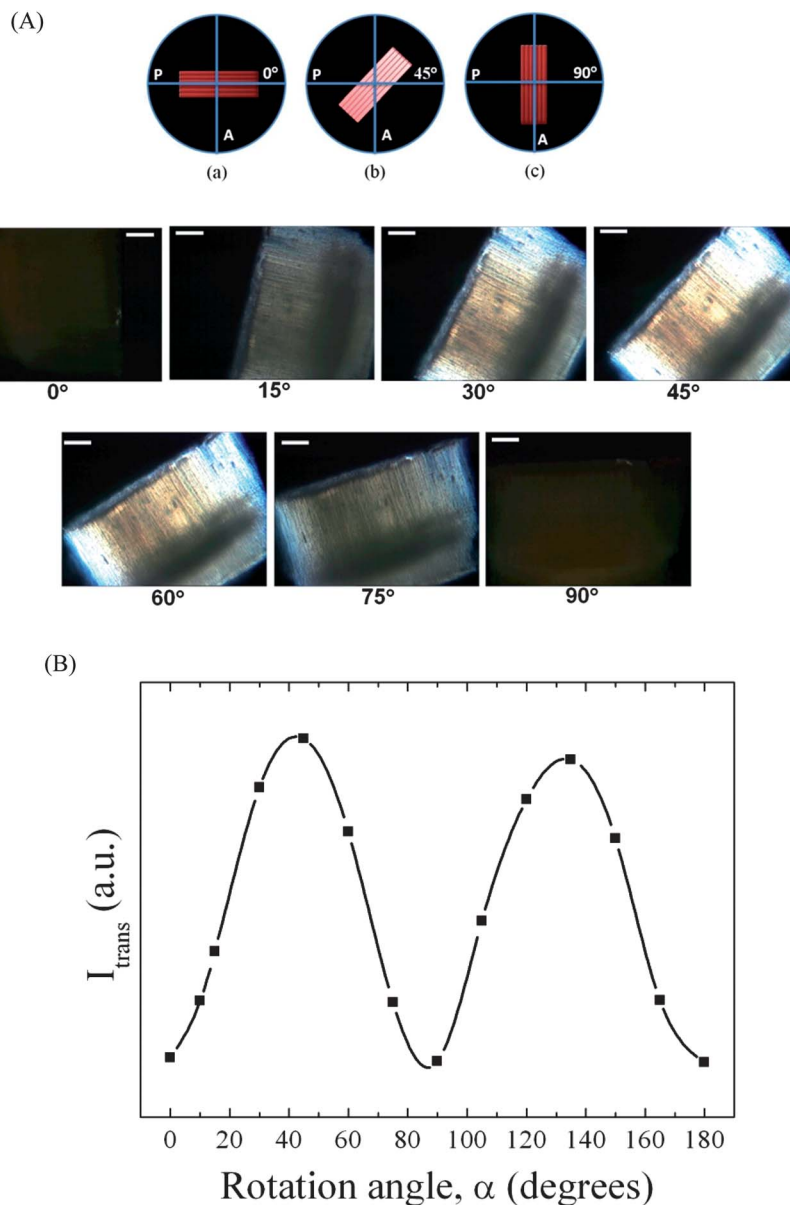 (A)
P 0° A
P 45° A
P 90° A
(a) (b) (c)
0° 15° 30° 45°
60° 75° 90°
(B)
I_trans (a.u.)
0 20 40 60 80 100 120 140 160 180
Rotation angle, α (degrees)